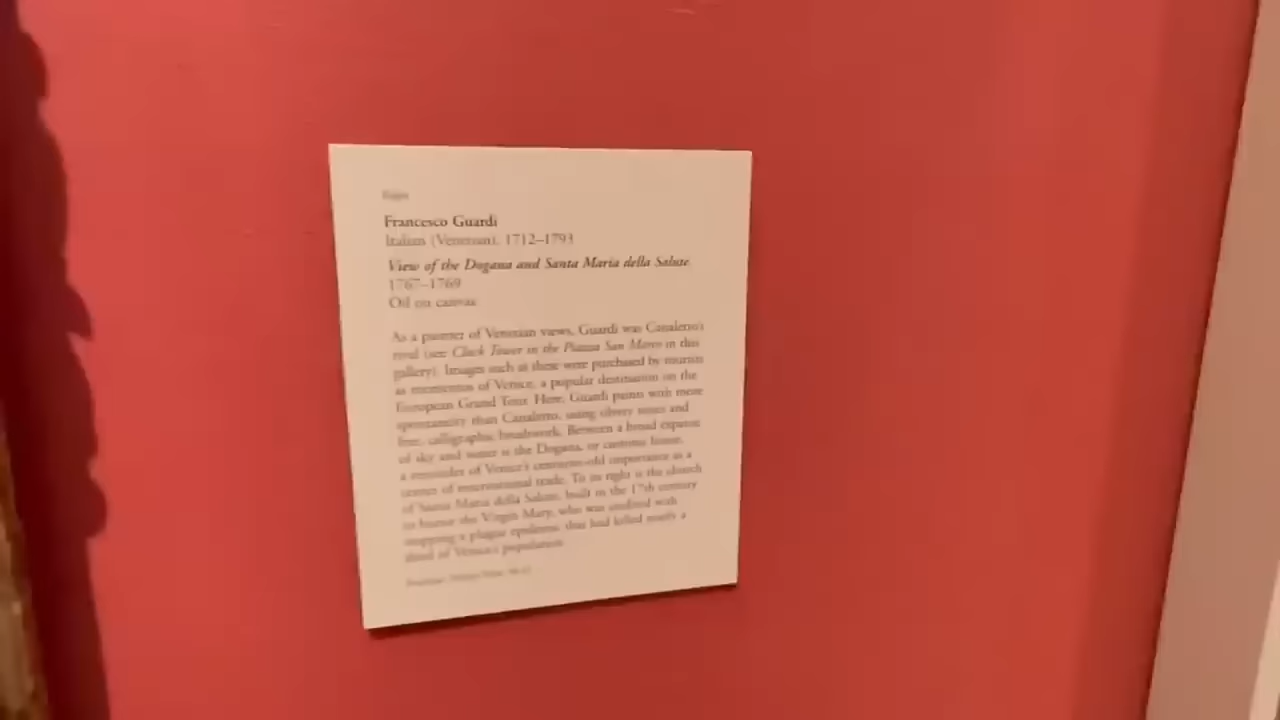 Francesco Guardi
Italian (Venetian), 1712–1793
View of the Dogana and Santa Maria della Salute,
1767–1769
Oil on canvas
As a painter of Venetian views, Guardi was Canaletto's
rival (see Clock Tower in the Piazza San Marco in this
gallery). Images such as these were purchased by tourists
as mementos of Venice, a popular destination on the
European Grand Tour. Here, Guardi paints with more
spontaneity than Canaletto, using silvery tones and
free, calligraphic brushwork. Between a broad expanse
of sky and water is the Dogana, or customs house,
a reminder of Venice's centuries-old importance as a
center of international trade. To its right is the church
of Santa Maria della Salute, built in the 17th century
to honor the Virgin Mary, who was credited with
stopping a plague epidemic that had killed nearly a
third of Venice's population.